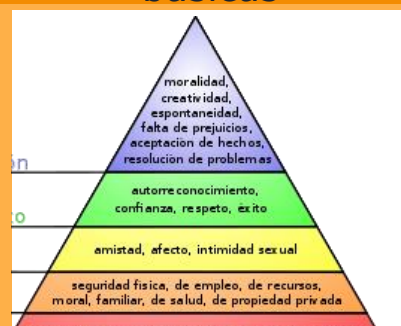 moralidad,
creatividad,
espontaneidad,
falta de prejuicios,
aceptación de hechos,
resolución de problemas
autorreconocimiento,
confianza, respeto, éxito
amistad, afecto, intimidad sexual
seguridad física, de empleo, de recursos,
moral, familiar, de salud, de propiedad privada